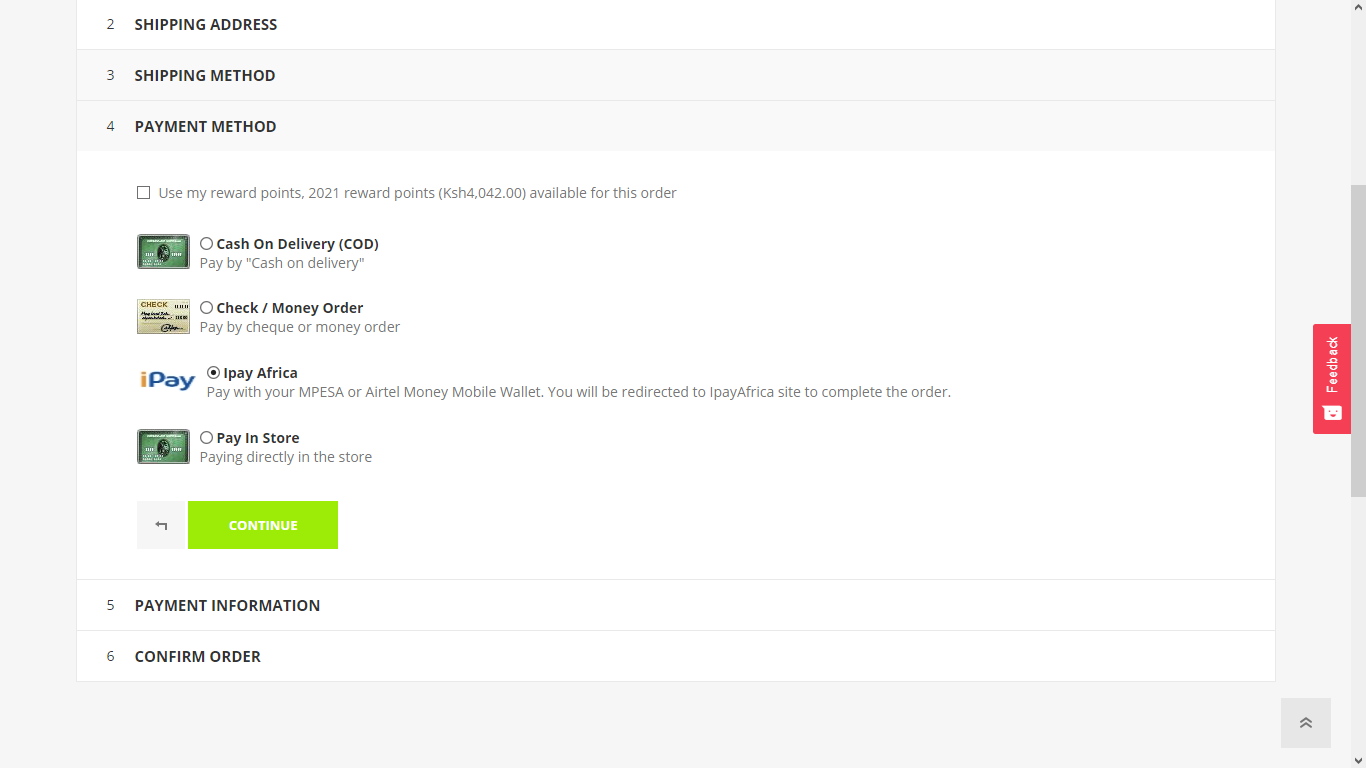 2 SHIPPING ADDRESS
3 SHIPPING METHOD
4 PAYMENT METHOD
Use my reward points, 2021 reward points (Ksh4,042.00) available for this order
Cash On Delivery (COD)
Pay by "Cash on delivery"
CHECK
Check / Money Order
Pay by cheque or money order
iPay
Ipay Africa
Pay with your MPESA or Airtel Money Mobile Wallet. You will be redirected to IpayAfrica site to complete the order.
Pay In Store
Paying directly in the store
CONTINUE
5 PAYMENT INFORMATION
6 CONFIRM ORDER
Feedback